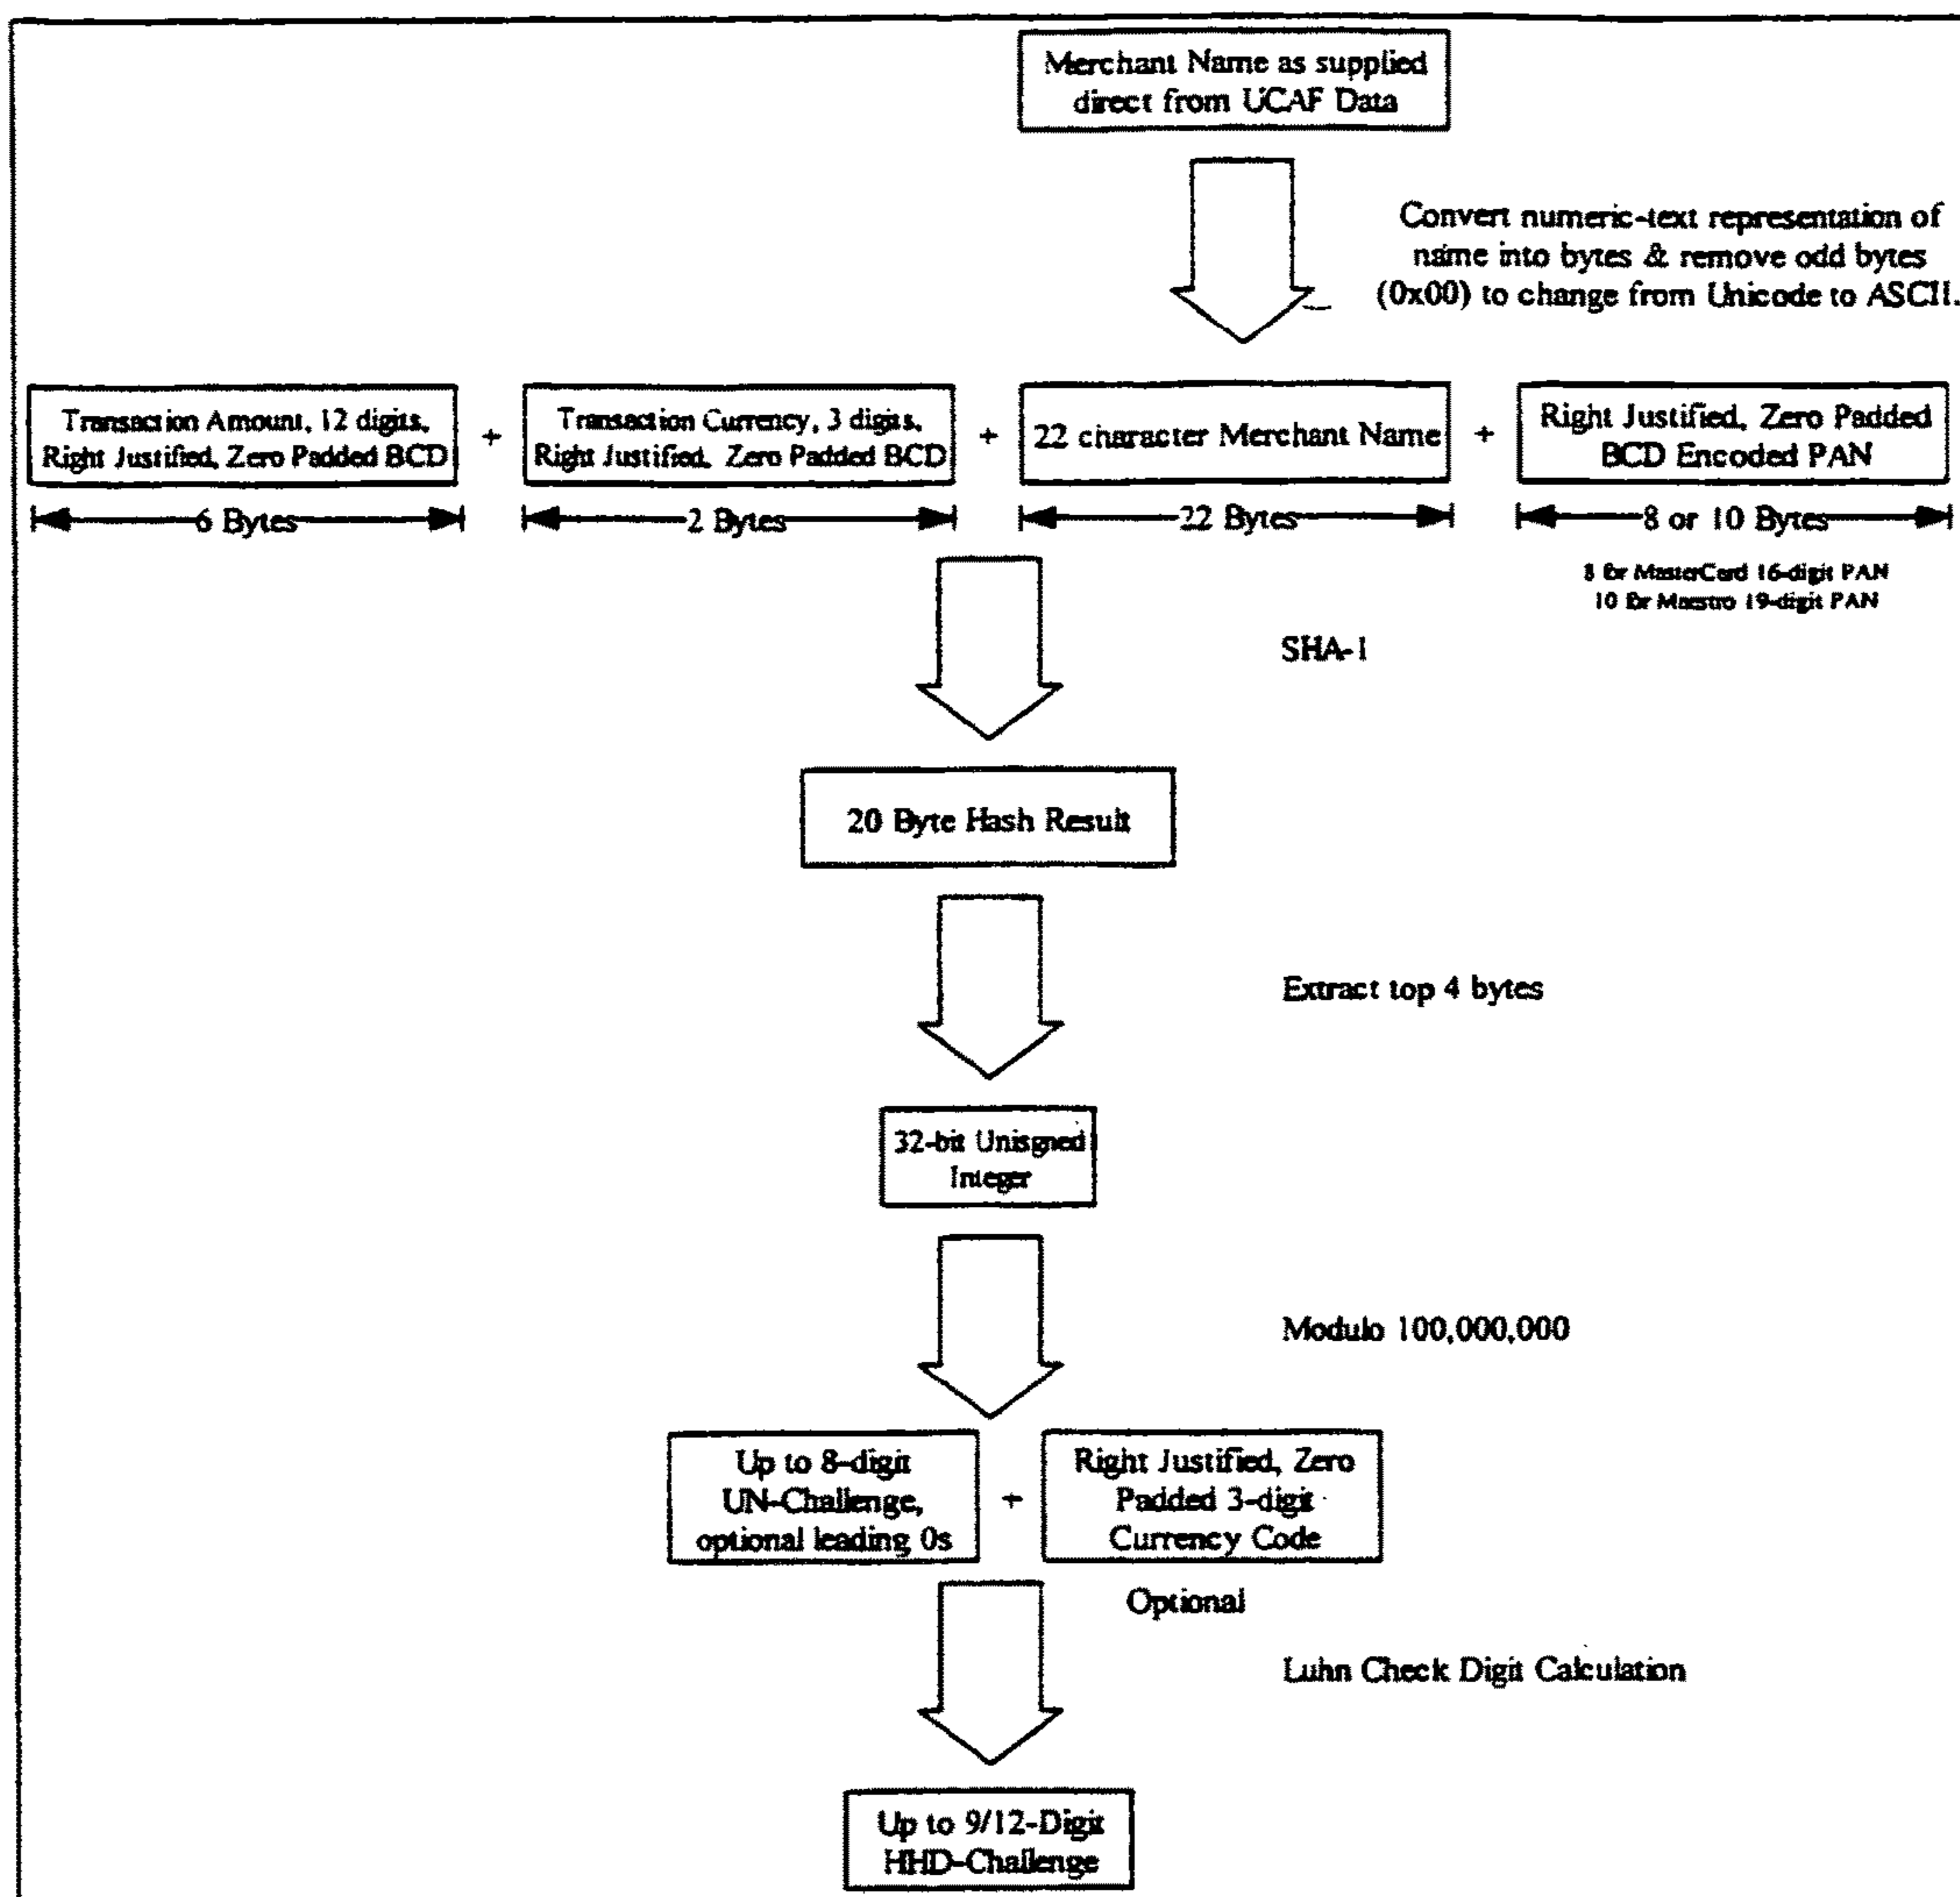 Merchant Name as supplied
direct from UCAF Data
Convert numeric-text representation of
name into bytes & remove odd bytes
(0x00) to change from Unicode to ASCII.
Transaction Amount, 12 digits,
Right Justified, Zero Padded BCD
+
Transaction Currency, 3 digits,
Right Justified, Zero Padded BCD
+
22 character Merchant Name
+
Right Justified, Zero Padded
BCD Encoded PAN
6 Bytes
2 Bytes
22 Bytes
8 or 10 Bytes
8 for MasterCard 16-digit PAN
10 for Maestro 19-digit PAN
SHA-1
20 Byte Hash Result
Extract top 4 bytes
32-bit Unisgned
Integer
Modulo 100,000,000
Up to 8-digit
UN-Challenge,
optional leading 0s
+
Right Justified, Zero
Padded 3-digit
Currency Code
Optional
Luhn Check Digit Calculation
Up to 9/12-Digit
HHD-Challenge